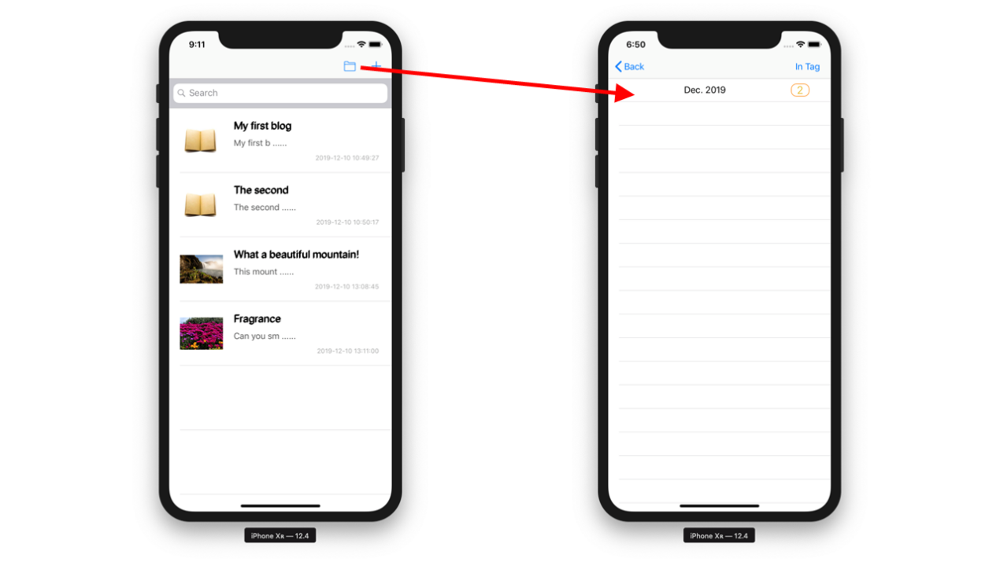 9:11
Search
My first blog
My first b ......
2019-12-10 10:49:27
The second
The second ......
2019-12-10 10:50:17
What a beautiful mountain!
This mount ......
2019-12-10 13:08:45
Fragrance
Can you sm ......
2019-12-10 13:11:00
iPhone Xʀ — 12.4
6:50
Back
In Tag
Dec. 2019
2
iPhone Xʀ — 12.4